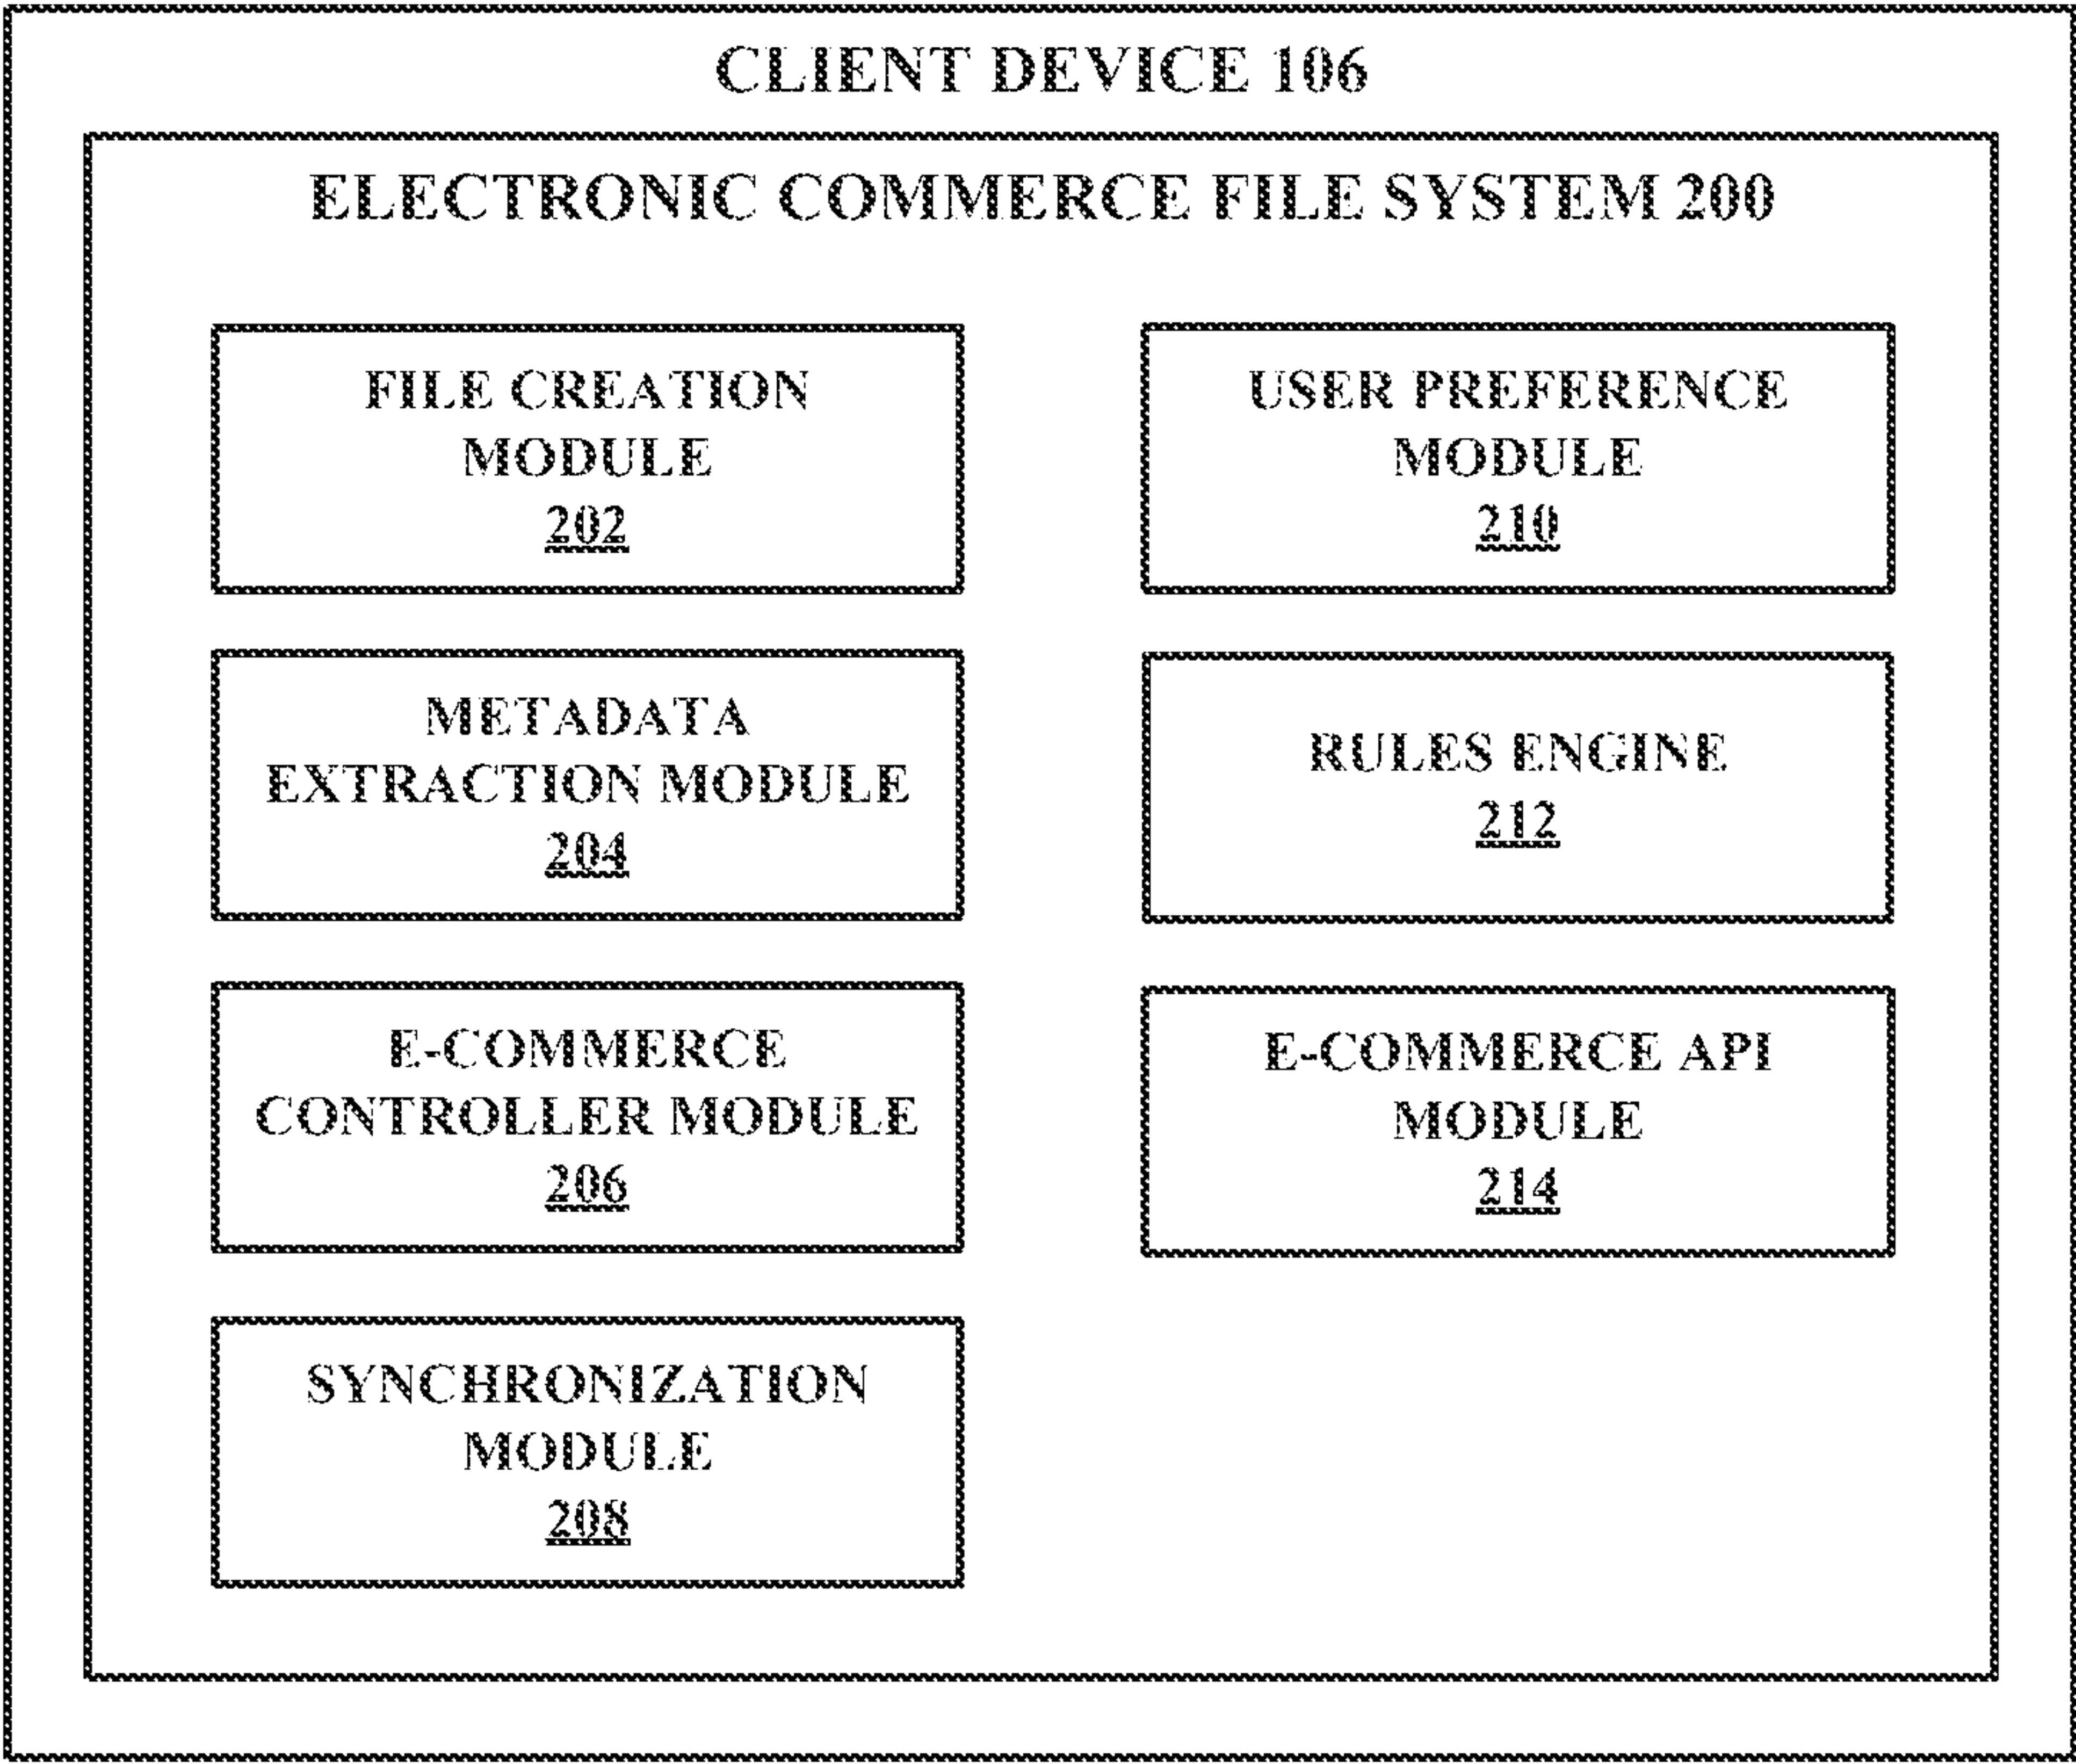 CLIENT DEVICE 106
ELECTRONIC COMMERCE FILE SYSTEM 200
FILE CREATION
MODULE
202
METADATA
EXTRACTION MODULE
204
E-COMMERCE
CONTROLLER MODULE
206
SYNCHRONIZATION
MODULE
208
USER PREFERENCE
MODULE
210
RULES ENGINE
212
E-COMMERCE API
MODULE
214